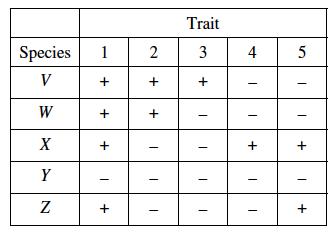 Trait
Species 1 2 3 4 5
V + + + – –
W + + – – –
X + – – + +
Y – – – – –
Z + – – – +